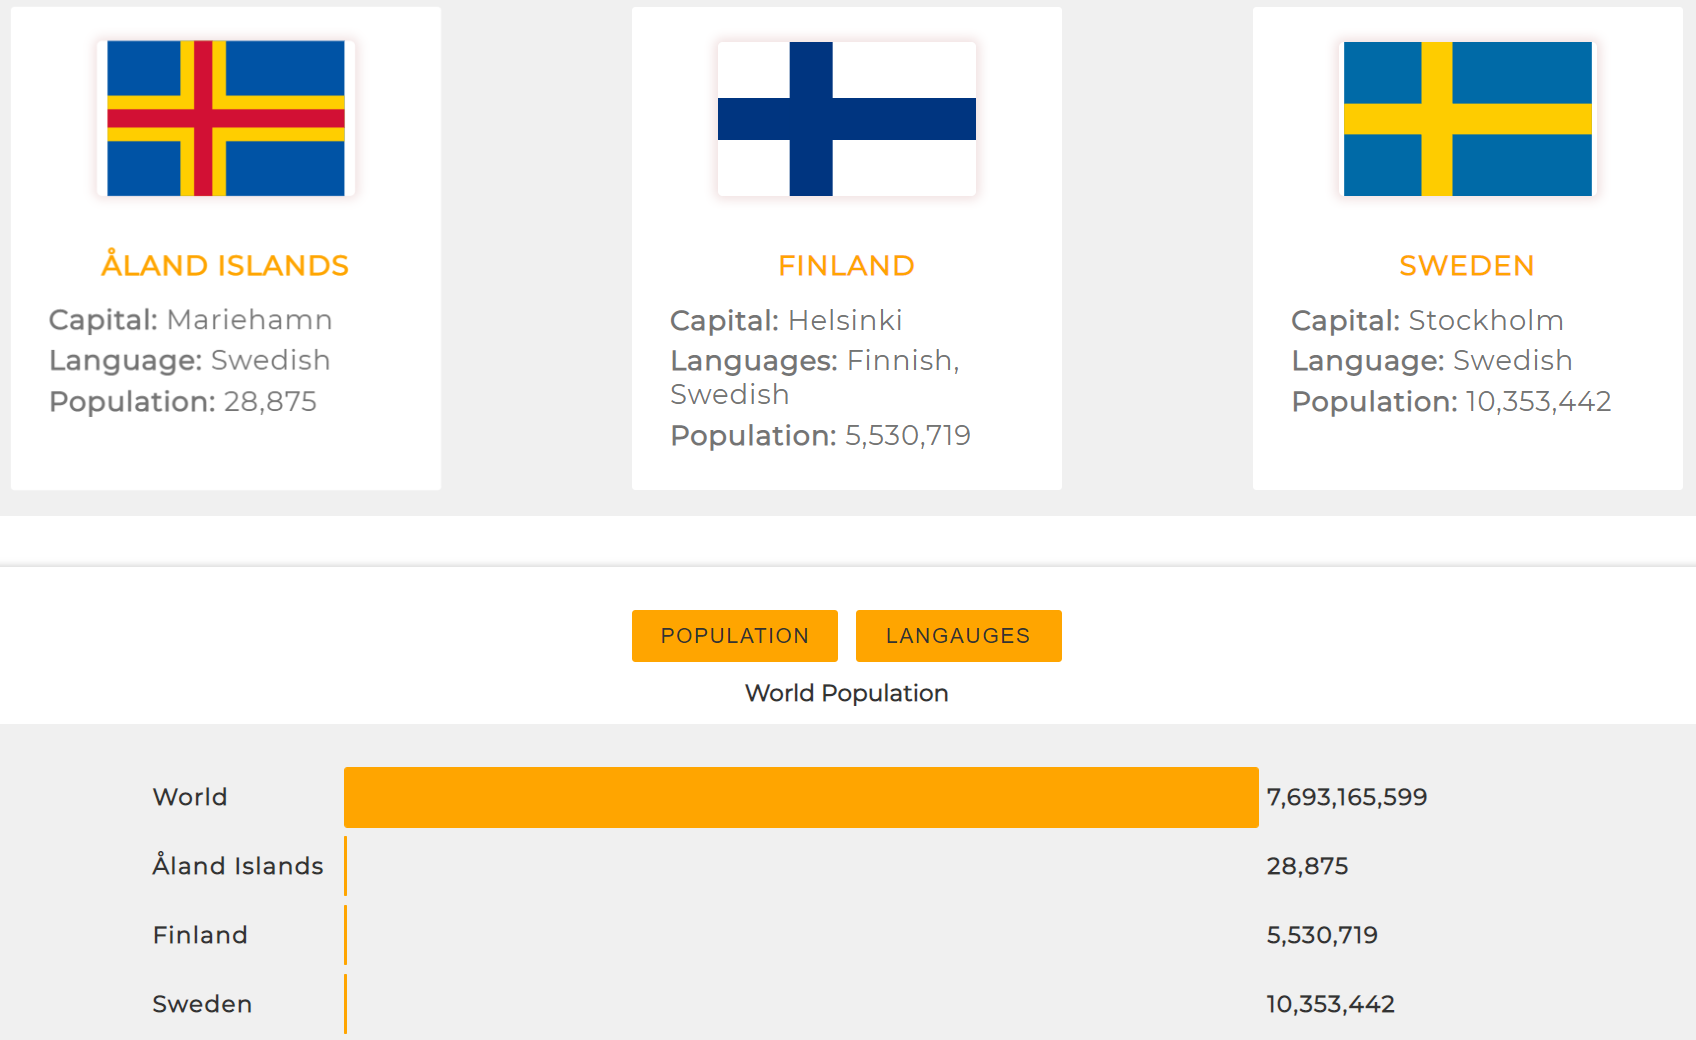 ÅLAND ISLANDS
Capital: Mariehamn
Language: Swedish
Population: 28,875
FINLAND
Capital: Helsinki
Languages: Finnish,
Swedish
Population: 5,530,719
SWEDEN
Capital: Stockholm
Language: Swedish
Population: 10,353,442
POPULATION
LANGAUGES
World Population
World 7,693,165,599
Åland Islands 28,875
Finland 5,530,719
Sweden 10,353,442